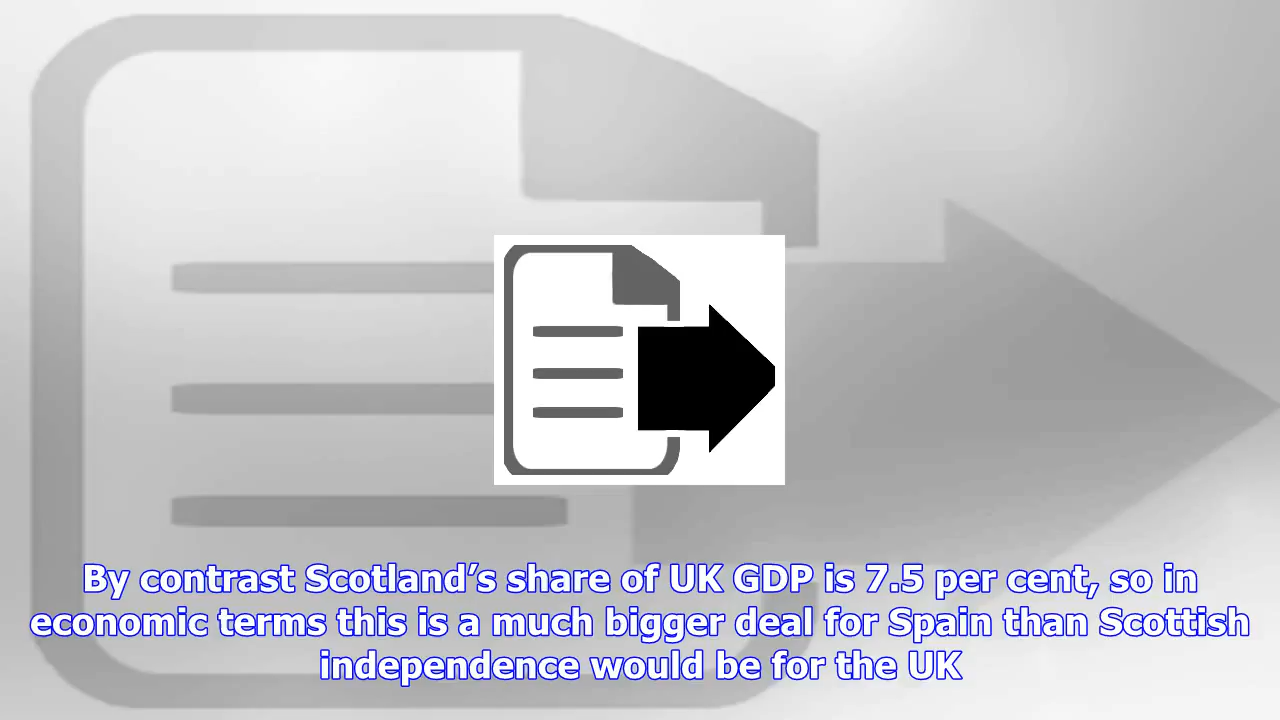 By contrast Scotland’s share of UK GDP is 7.5 per cent, so in
economic terms this is a much bigger deal for Spain than Scottish
independence would be for the UK